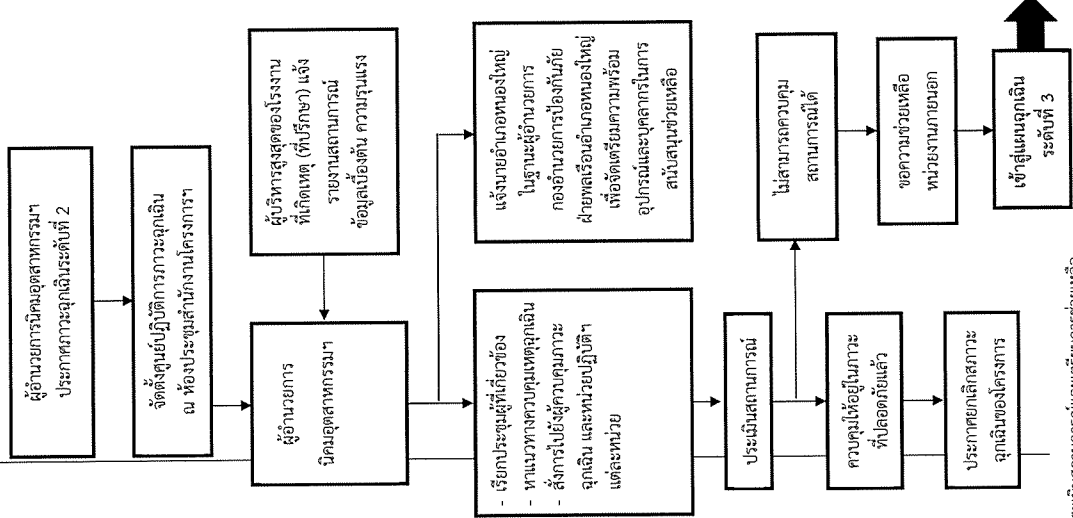 ผู้อำนวยการนิคมอุตสาหกรรมฯ
ประกาศภาวะฉุกเฉินระดับที่ 2
จัดตั้งศูนย์ปฏิบัติการภาวะฉุกเฉิน
ณ ห้องประชุมสำนักงานโครงการฯ
ผู้บริหารสูงสุดของโรงงาน
ที่เกิดเหตุ (ที่ปรึกษา) แจ้ง
รายงานสถานการณ์
ข้อมูลเบื้องต้น ความรุนแรง
ผู้อำนวยการ
นิคมอุตสาหกรรมฯ
- เรียกประชุมผู้ที่เกี่ยวข้อง
- หาแนวทางควบคุมเหตุฉุกเฉิน
- สั่งการไปยังผู้ควบคุมภาวะ
ฉุกเฉิน และหน่วยปฏิบัติฯ
แต่ละหน่วย
แจ้งนายอำเภอหนองใหญ่
ในฐานะผู้อำนวยการ
กองอำนวยการป้องกันภัย
ฝ่ายพลเรือนอำเภอหนองใหญ่
เพื่อจัดเตรียมความพร้อม
อุปกรณ์และบุคลากรในการ
สนับสนุนช่วยเหลือ
ประเมินสถานการณ์
ไม่สามารถควบคุม
สถานการณ์ได้
ควบคุมให้อยู่ในภาวะ
ที่ปลอดภัยแล้ว
ขอความช่วยเหลือ
หน่วยงานภายนอก
ประกาศยกเลิกสภาวะ
ฉุกเฉินของโครงการ
เข้าสู่แผนฉุกเฉิน
ระดับที่ 3